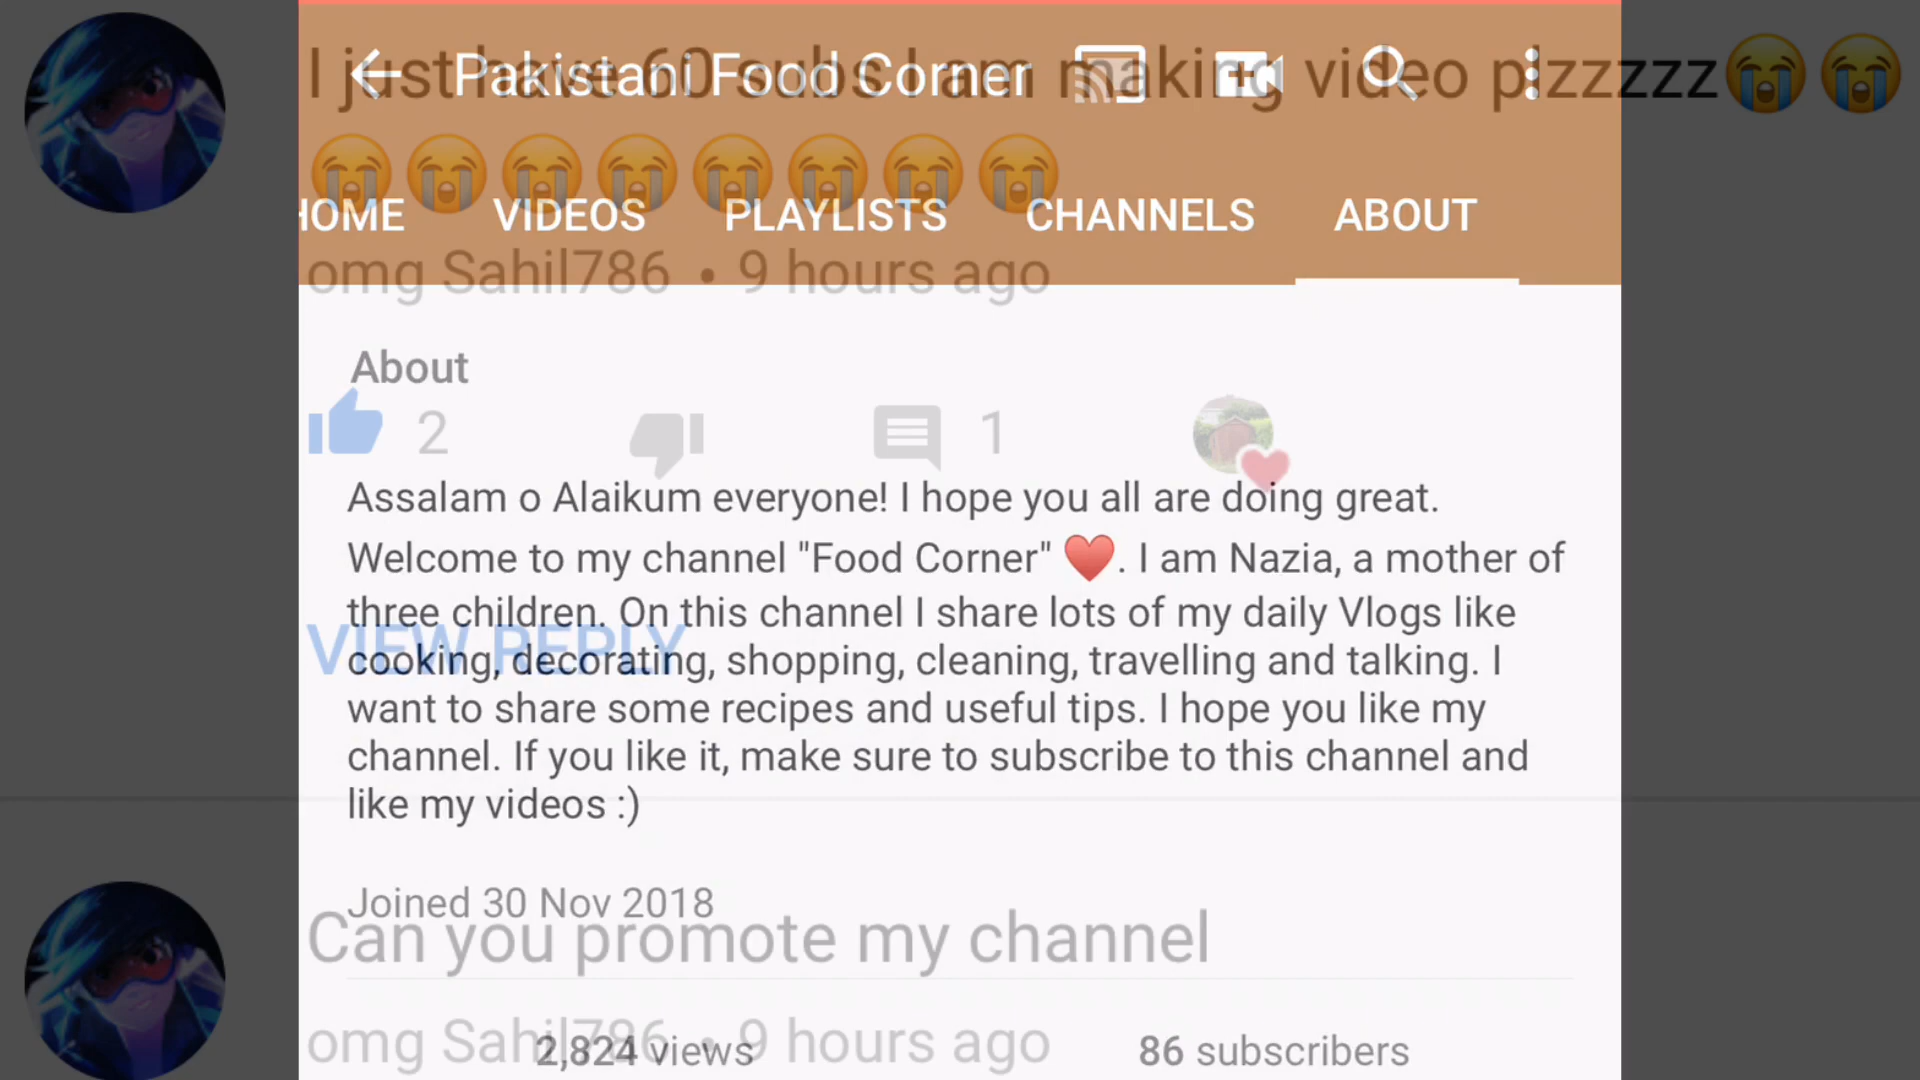 I just have 60 subs I am making video plzzzzz😭😭
😭😭😭😭😭😭😭😭
omg Sahil786 • 9 hours ago
2
1
VIEW REPLY
Can you promote my channel
omg Sahil786 • 9 hours ago
Pakistani Food Corner
HOME VIDEOS PLAYLISTS CHANNELS ABOUT
About
Assalam o Alaikum everyone! I hope you all are doing great.
Welcome to my channel "Food Corner" ♥️. I am Nazia, a mother of
three children. On this channel I share lots of my daily Vlogs like
cooking, decorating, shopping, cleaning, travelling and talking. I
want to share some recipes and useful tips. I hope you like my
channel. If you like it, make sure to subscribe to this channel and
like my videos :)
Joined 30 Nov 2018
2,824 views
86 subscribers